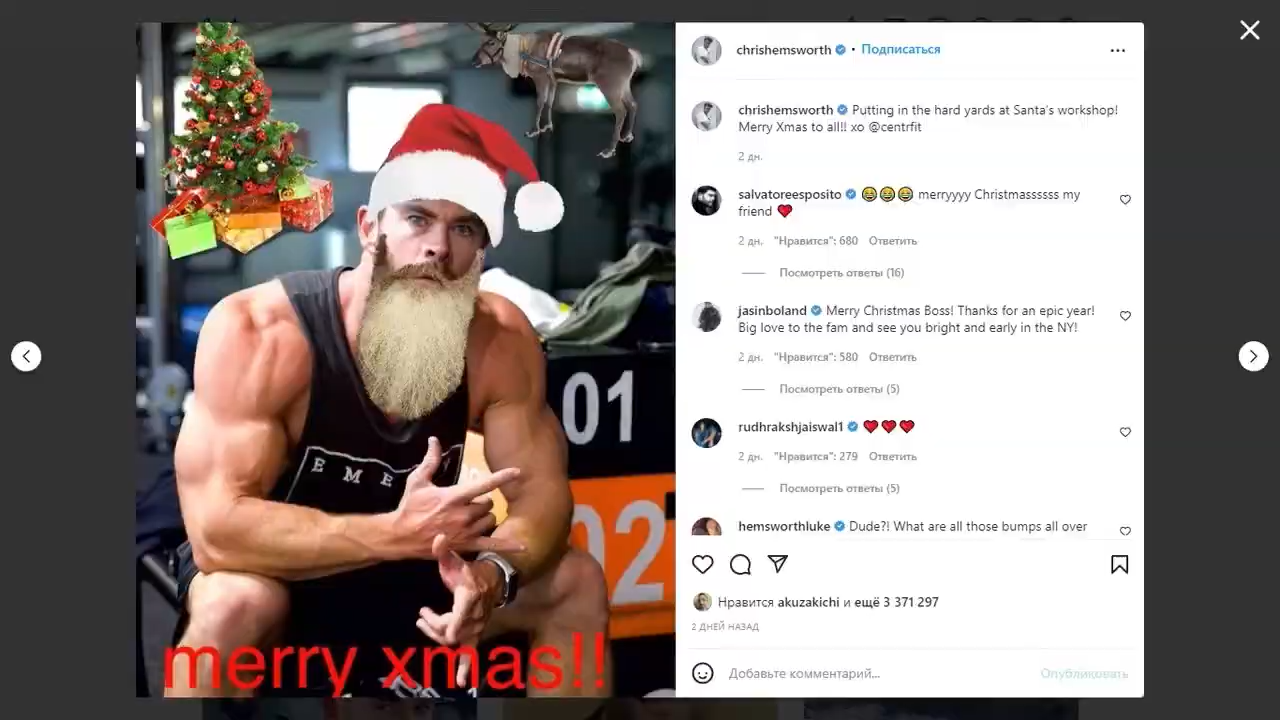 E M E
01
02
merry xmas!!
chrishemsworth • Подписаться
chrishemsworth Putting in the hard yards at Santa's workshop!
Merry Xmas to all!! xo @centrfit
2 дн.
salvatoreesposito 😂😂😂 merryyyy Christmassssss my
friend ❤️
2 дн. "Нравится": 680 Ответить
Посмотреть ответы (16)
jasinboland Merry Christmas Boss! Thanks for an epic year!
Big love to the fam and see you bright and early in the NY!
2 дн. "Нравится": 580 Ответить
Посмотреть ответы (5)
rudhrakshjaiswal1 ❤️❤️❤️
2 дн. "Нравится": 279 Ответить
Посмотреть ответы (5)
hemsworthluke Dude?! What are all those bumps all over
Нравится akuzakichi и ещё 3 371 297
2 ДНЕЙ НАЗАД
Добавьте комментарий...
Опубликовать